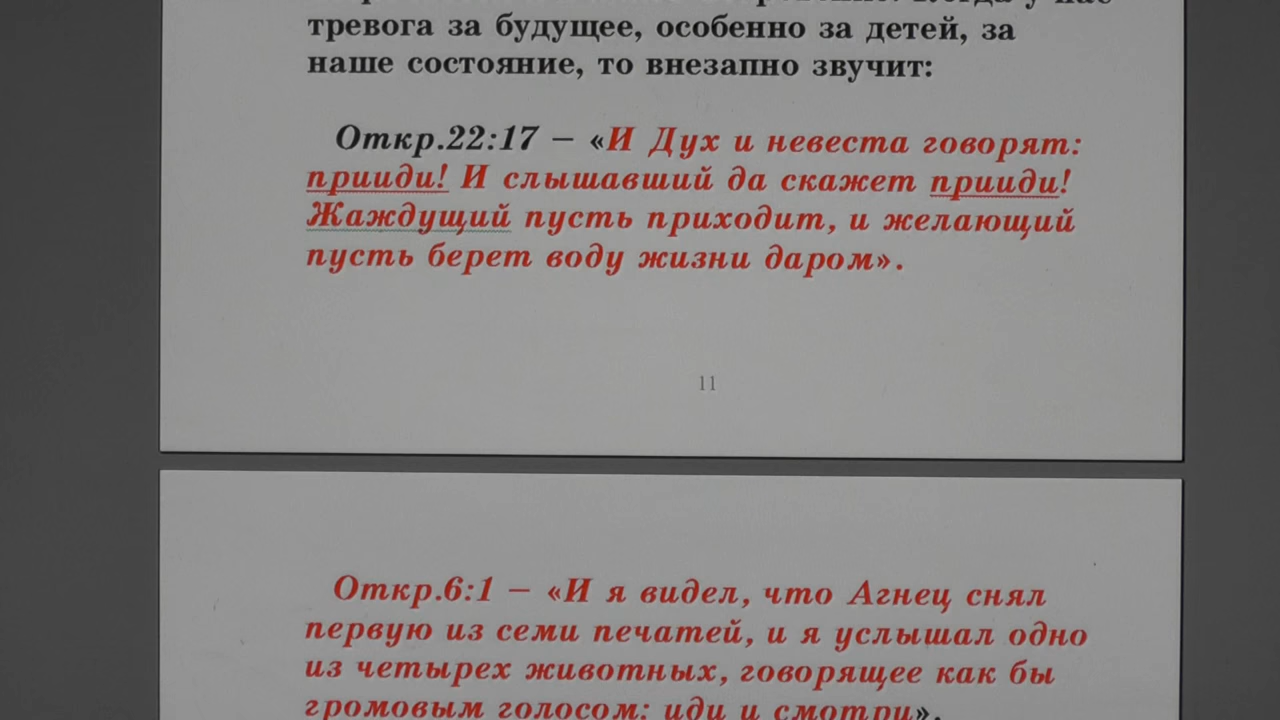 тревога за будущее, особенно за детей, за
наше состояние, то внезапно звучит:
Откр.22:17 – «И Дух и невеста говорят:
прииди! И слышавший да скажет прииди!
Жаждущий пусть приходит, и желающий
пусть берет воду жизни даром».
11
Откр.6:1 – «И я видел, что Агнец снял
первую из семи печатей, и я услышал одно
из четырех животных, говорящее как бы
громовым голосом: иди и смотри».